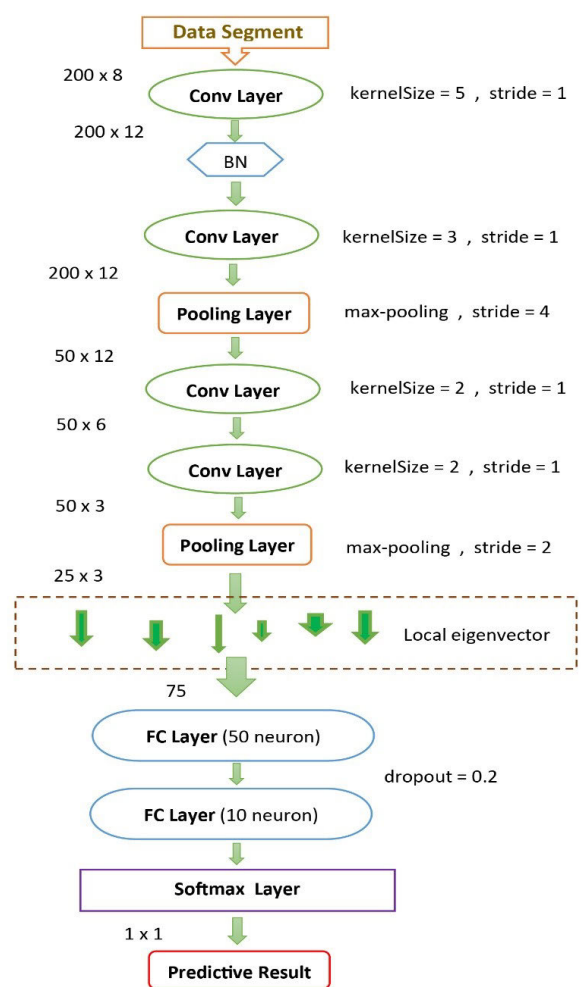 Data Segment
200 x 8
Conv Layer
kernelSize = 5 , stride = 1
200 x 12
BN
Conv Layer
kernelSize = 3 , stride = 1
200 x 12
Pooling Layer
max-pooling , stride = 4
50 x 12
Conv Layer
kernelSize = 2 , stride = 1
50 x 6
Conv Layer
kernelSize = 2 , stride = 1
50 x 3
Pooling Layer
max-pooling , stride = 2
25 x 3
Local eigenvector
75
FC Layer (50 neuron)
dropout = 0.2
FC Layer (10 neuron)
Softmax Layer
1 x 1
Predictive Result